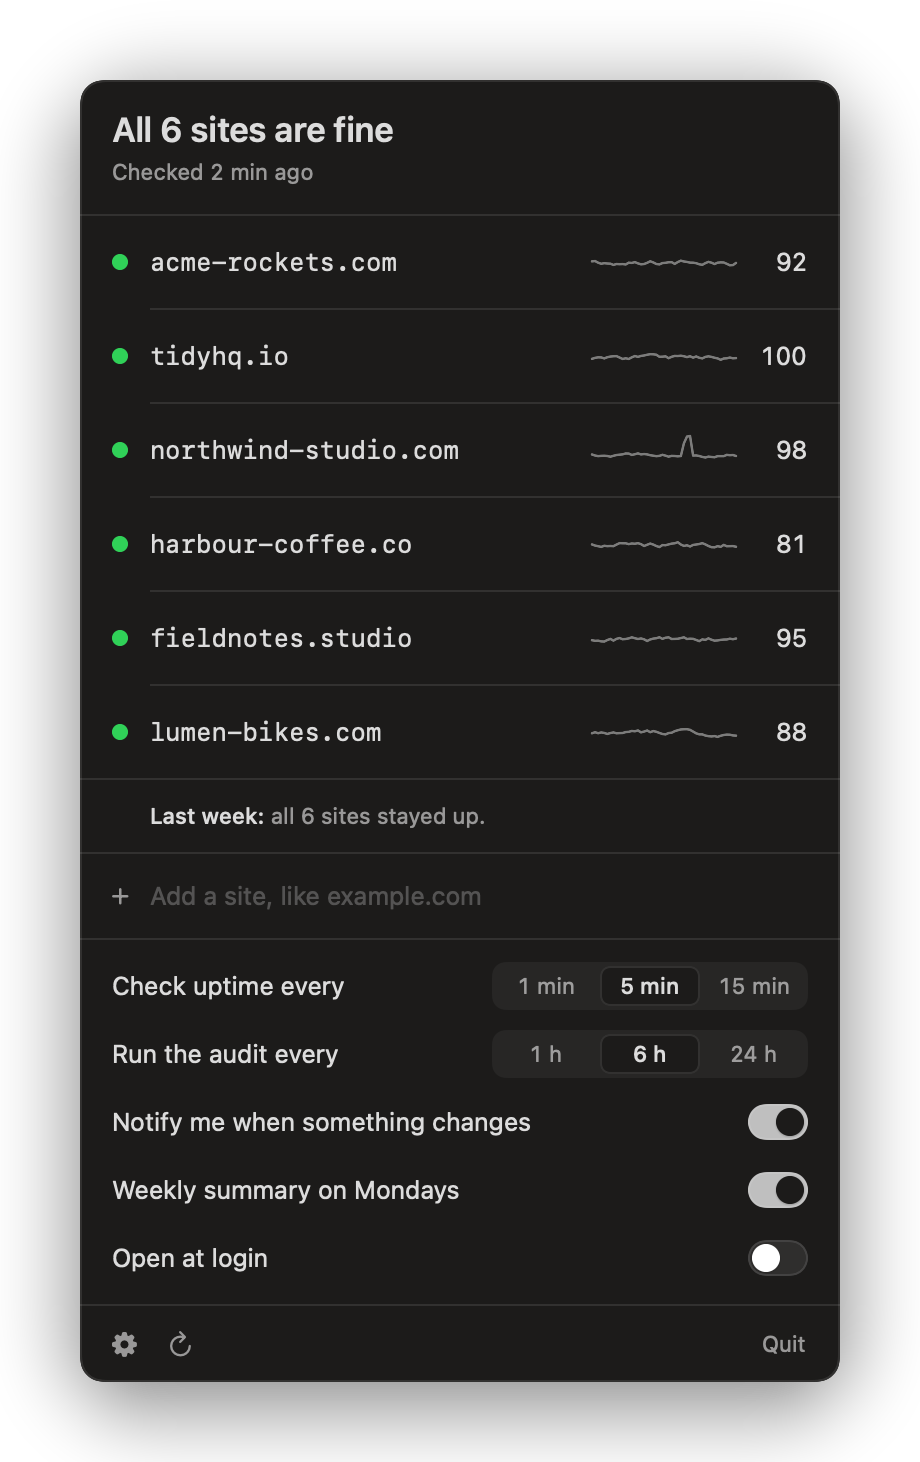 All 6 sites are fine
Checked 2 min ago
acme-rockets.com 92
tidyhq.io 100
northwind-studio.com 98
harbour-coffee.co 81
fieldnotes.studio 95
lumen-bikes.com 88
Last week: all 6 sites stayed up.
+ Add a site, like example.com
Check uptime every 1 min 5 min 15 min
Run the audit every 1 h 6 h 24 h
Notify me when something changes
Weekly summary on Mondays
Open at login
Quit